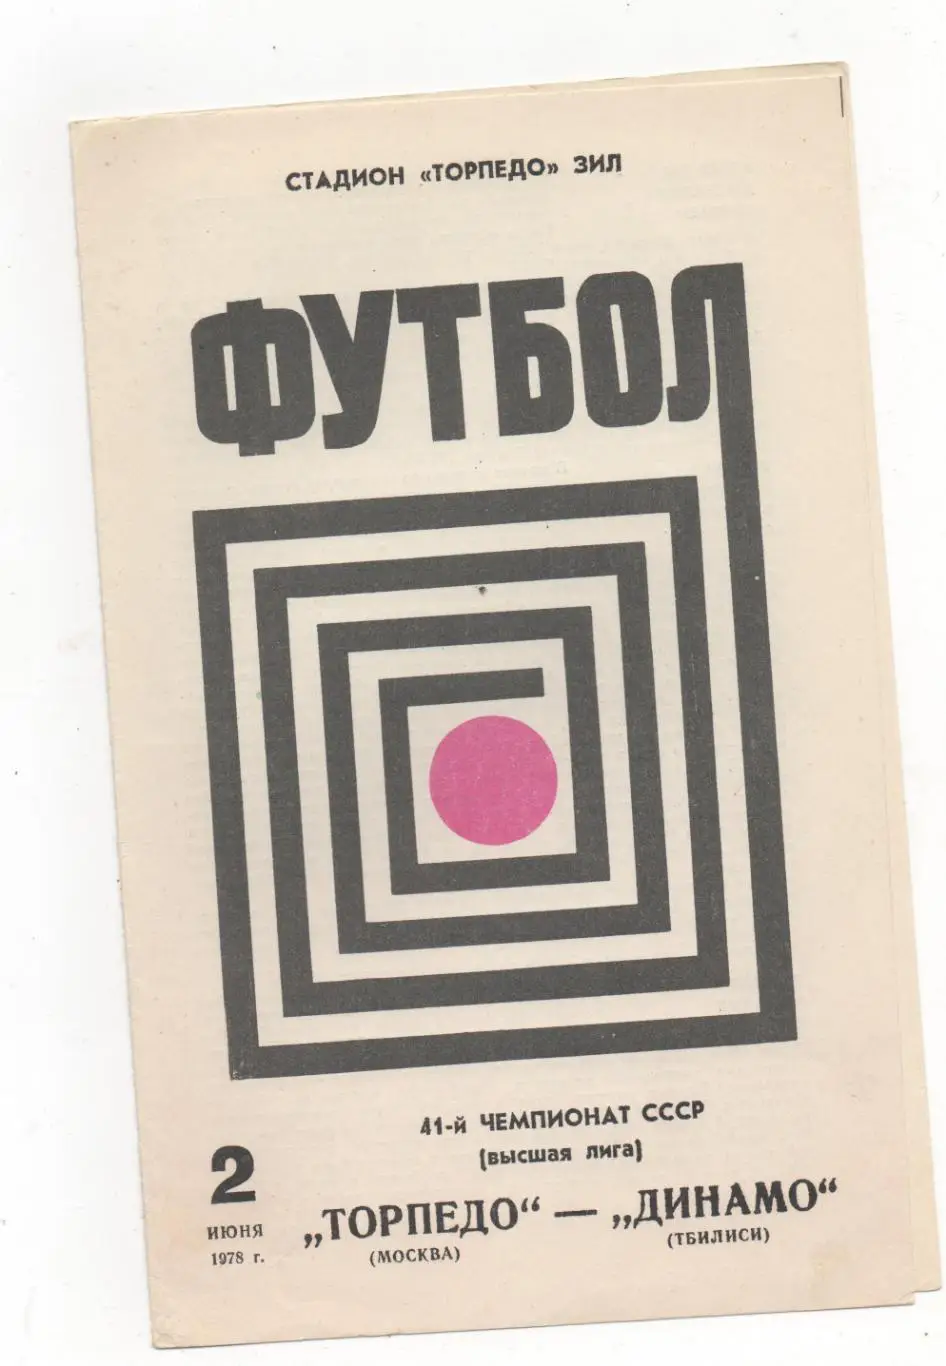 СТАДИОН «ТОРПЕДО» ЗИЛ
ФУТБОЛ
41-й ЧЕМПИОНАТ СССР
(высшая лига)
2
ИЮНЯ
1978 г.
„ТОРПЕДО“ — „ДИНАМО“
(МОСКВА) (ТБИЛИСИ)